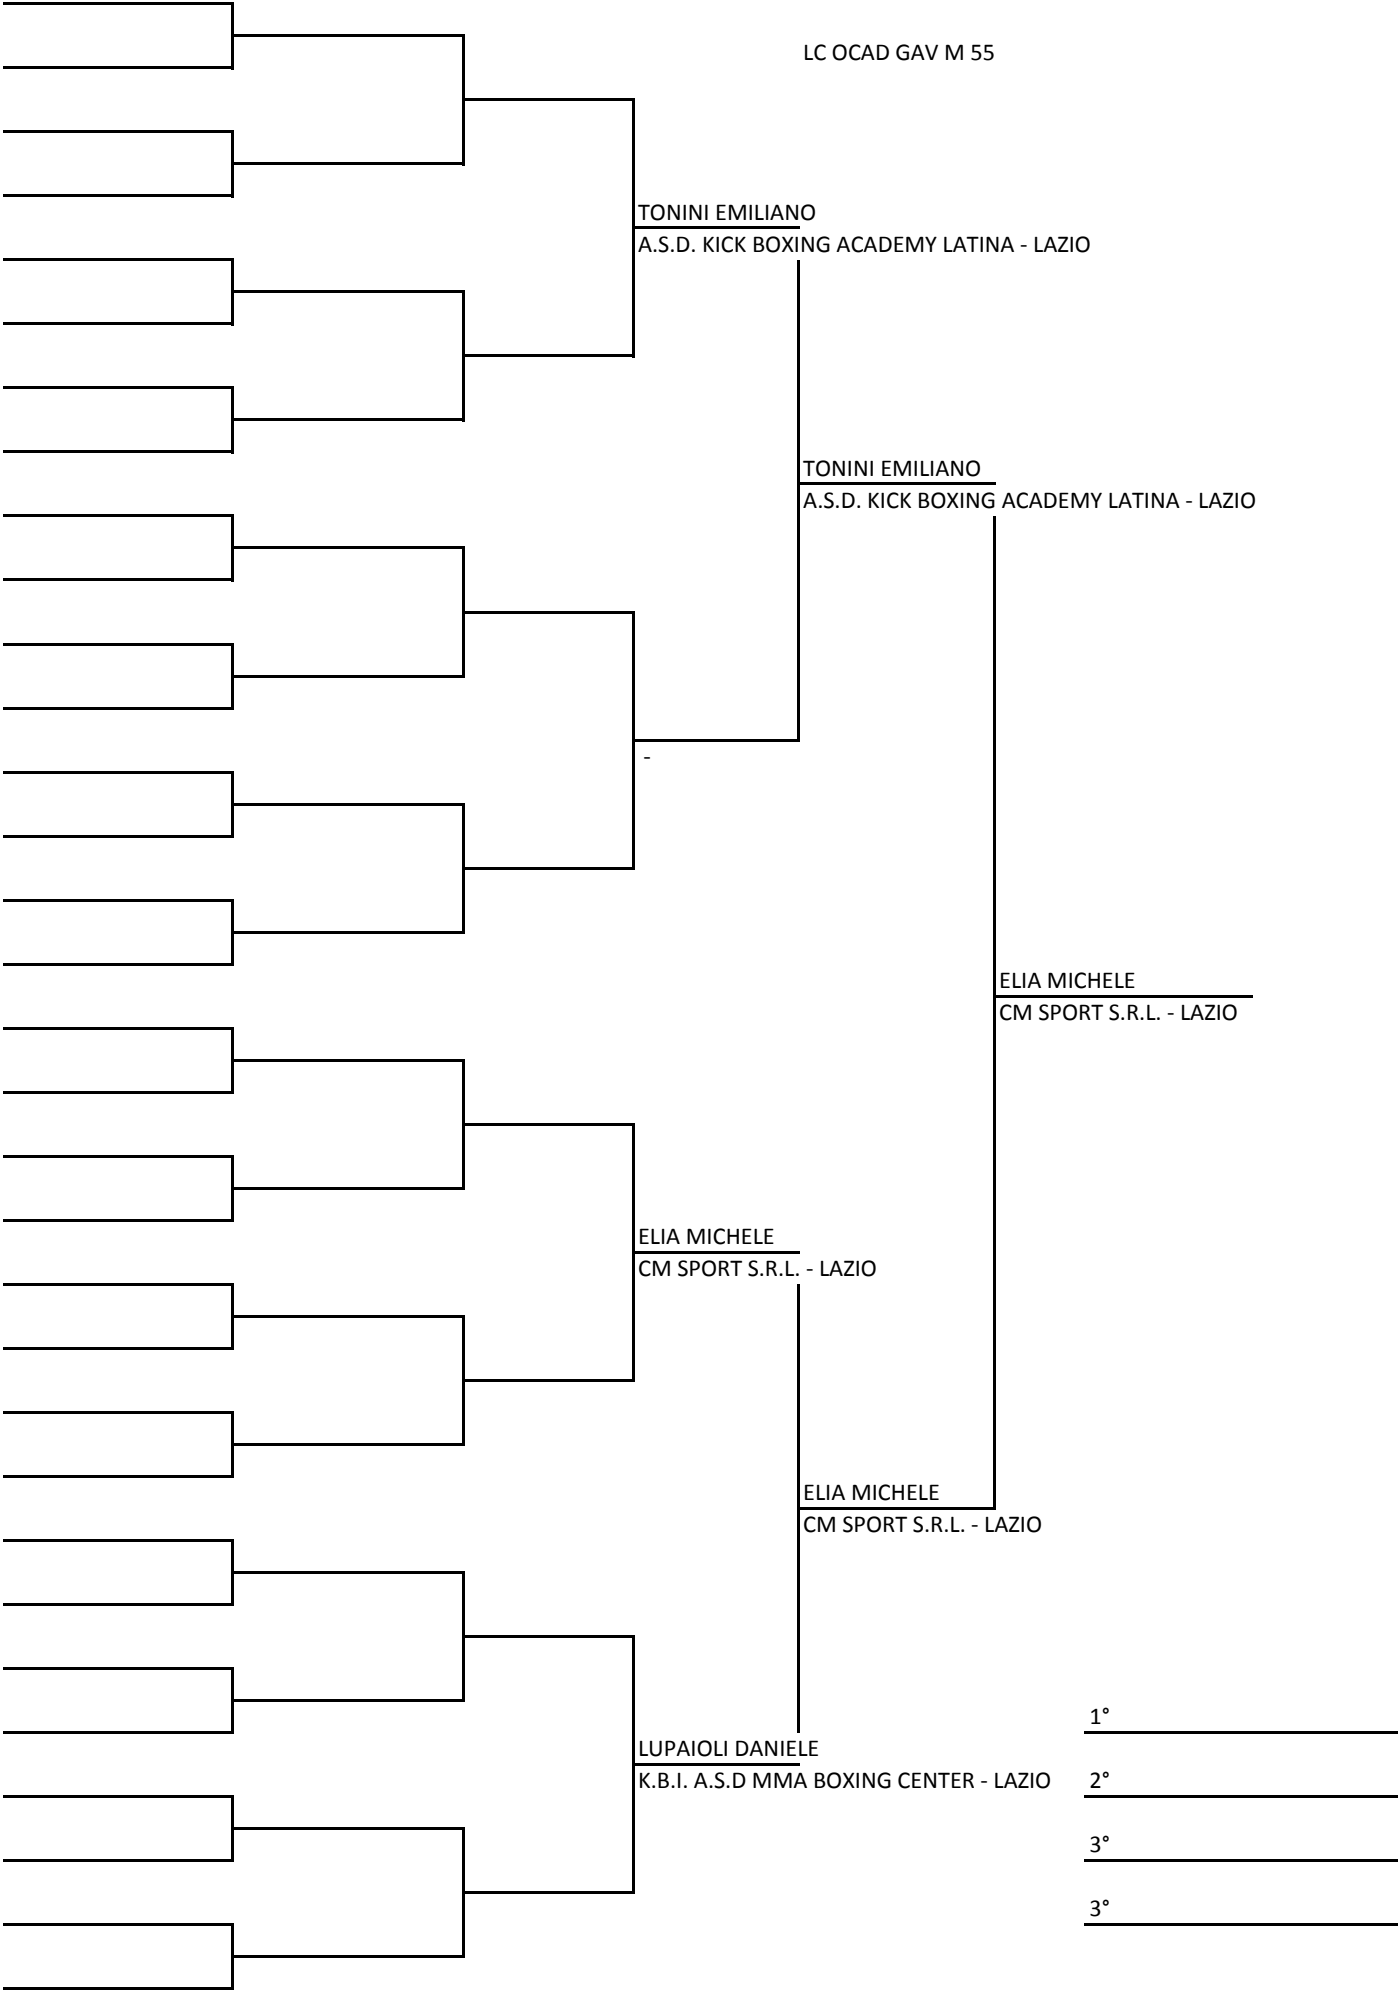 LC OCAD GAV M 55
TONINI EMILIANO
A.S.D. KICK BOXING ACADEMY LATINA - LAZIO
TONINI EMILIANO
A.S.D. KICK BOXING ACADEMY LATINA - LAZIO
-
ELIA MICHELE
CM SPORT S.R.L. - LAZIO
ELIA MICHELE
CM SPORT S.R.L. - LAZIO
ELIA MICHELE
CM SPORT S.R.L. - LAZIO
1°
LUPAIOLI DANIELE
K.B.I. A.S.D MMA BOXING CENTER - LAZIO
2°
3°
3°